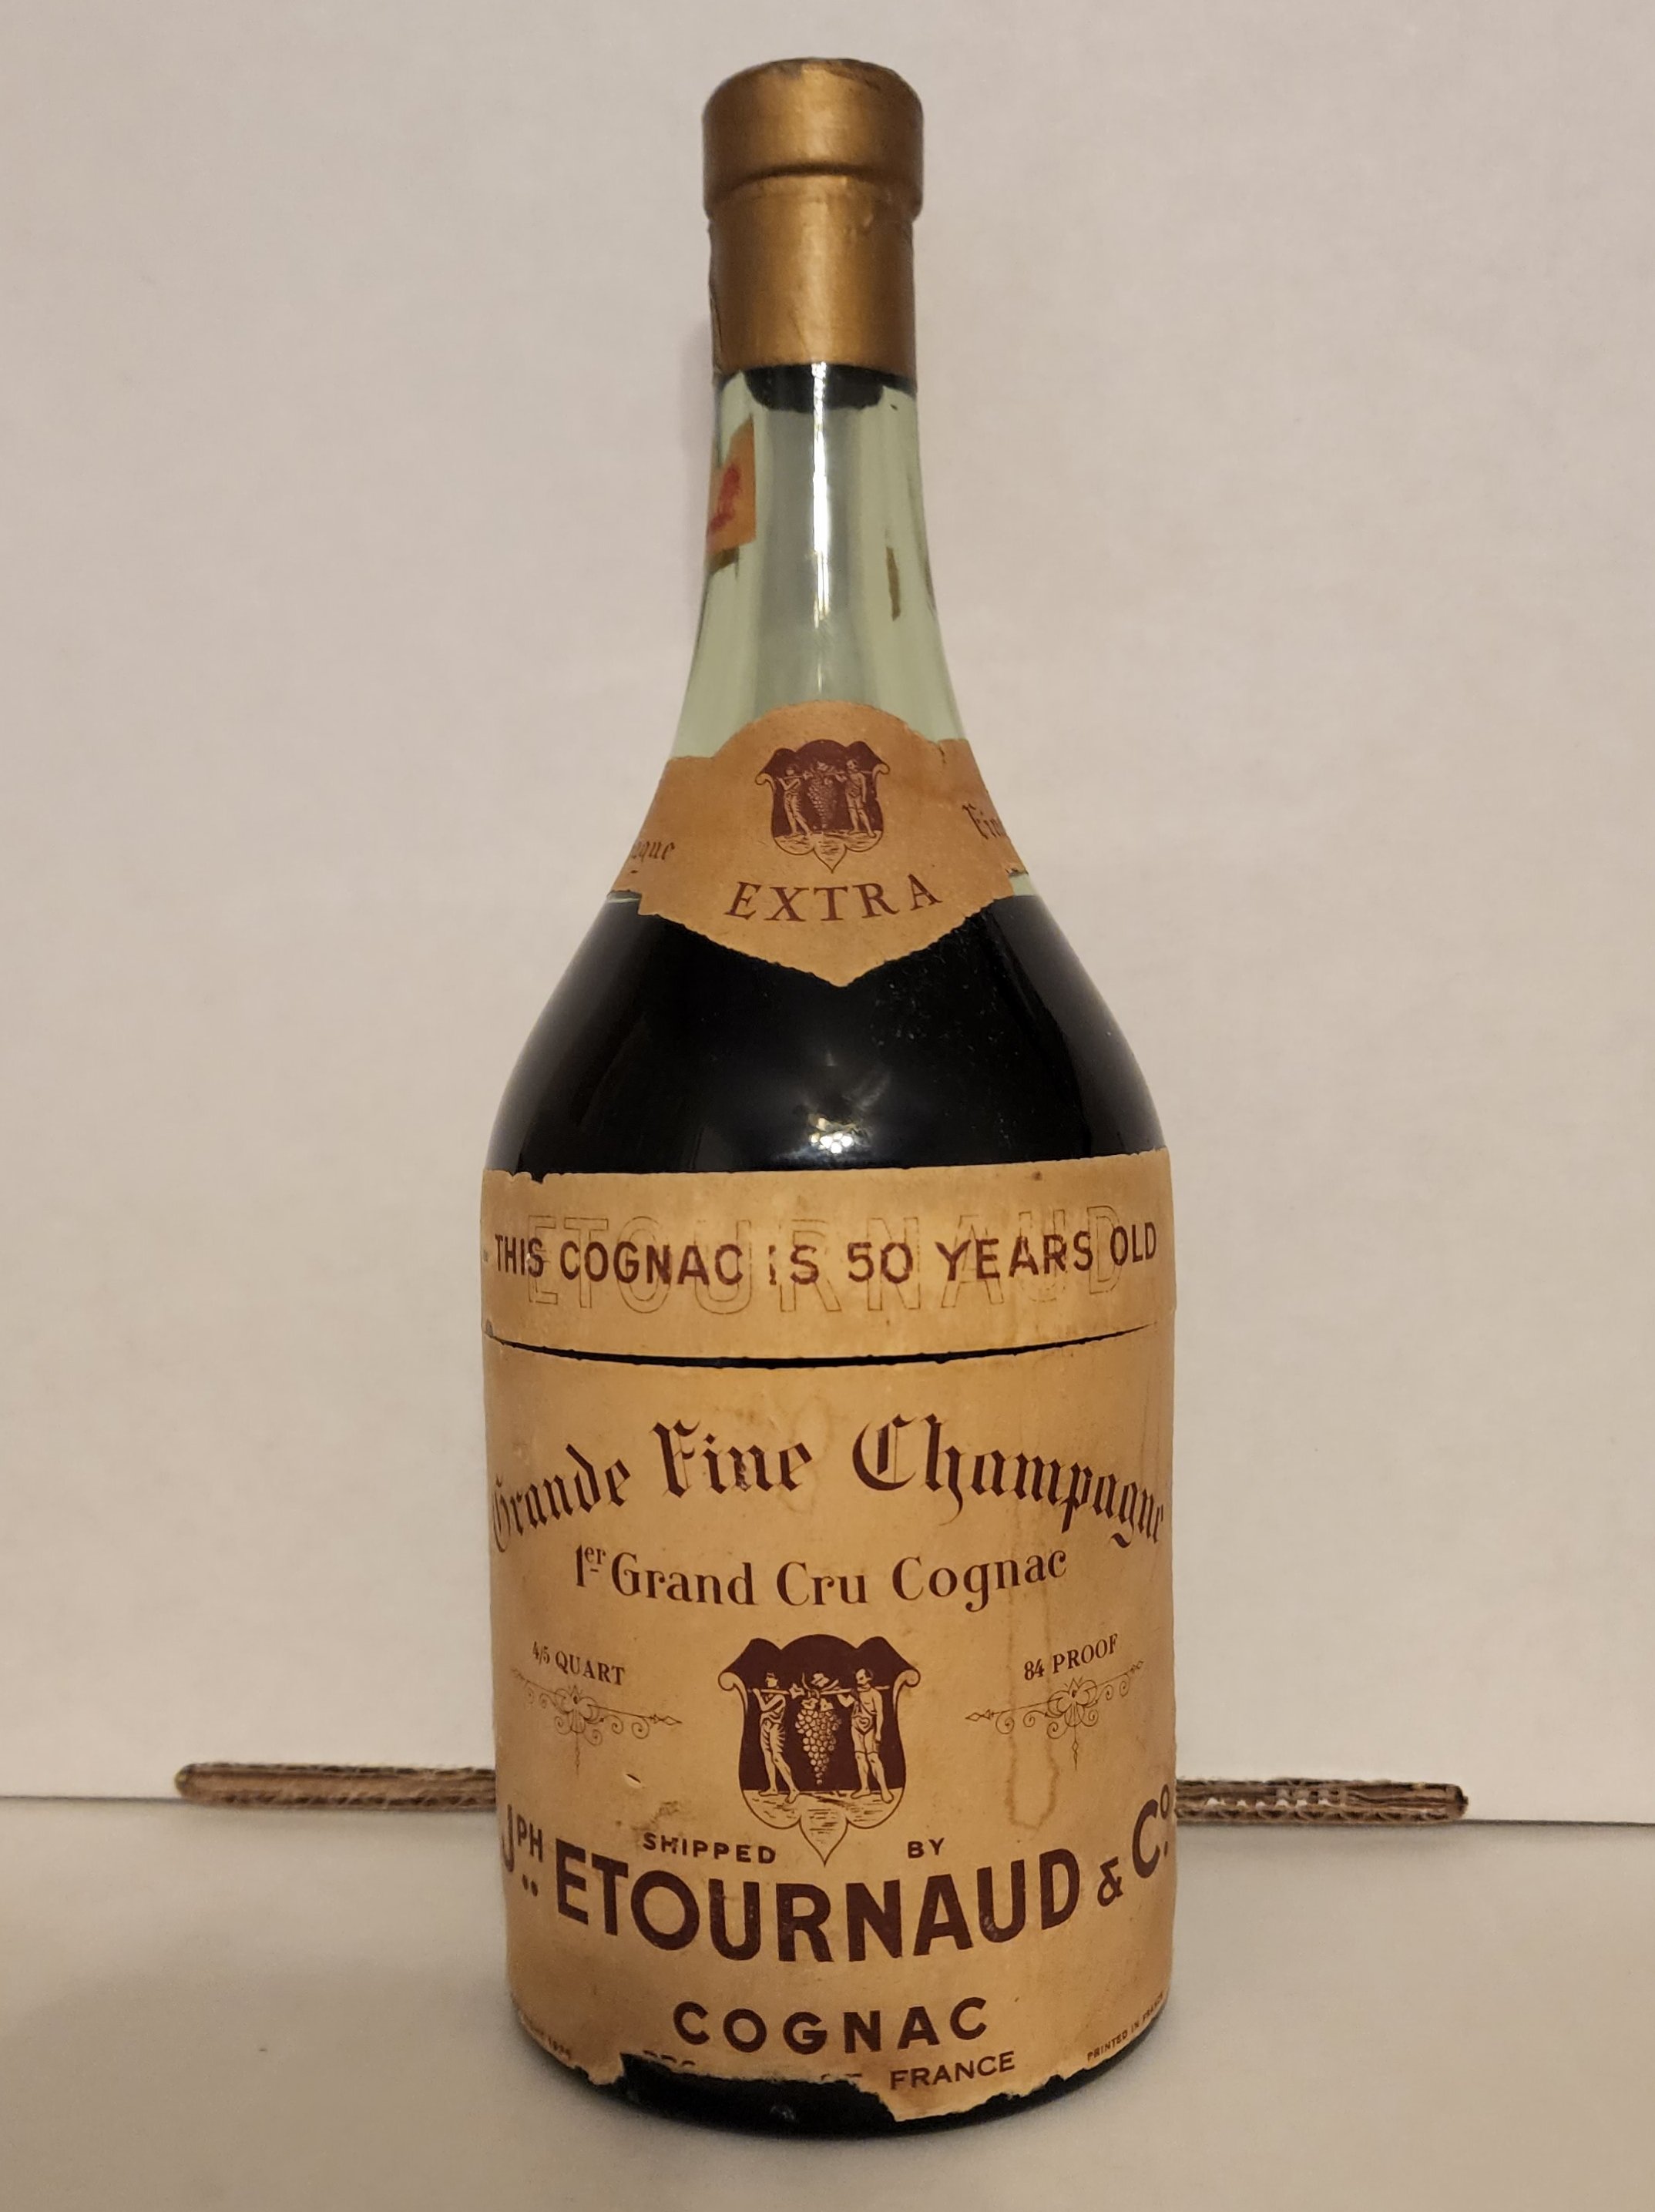 EXTRA
Fin
THIS COGNAC IS 50 YEARS OLD
ETOURNAUD
Grande Fine Champagne
1er Grand Cru Cognac
4/5 QUART
84 PROOF
SHIPPED BY
JPH ETOURNAUD & Co.
COGNAC
FRANCE
PRINTED IN FRANCE